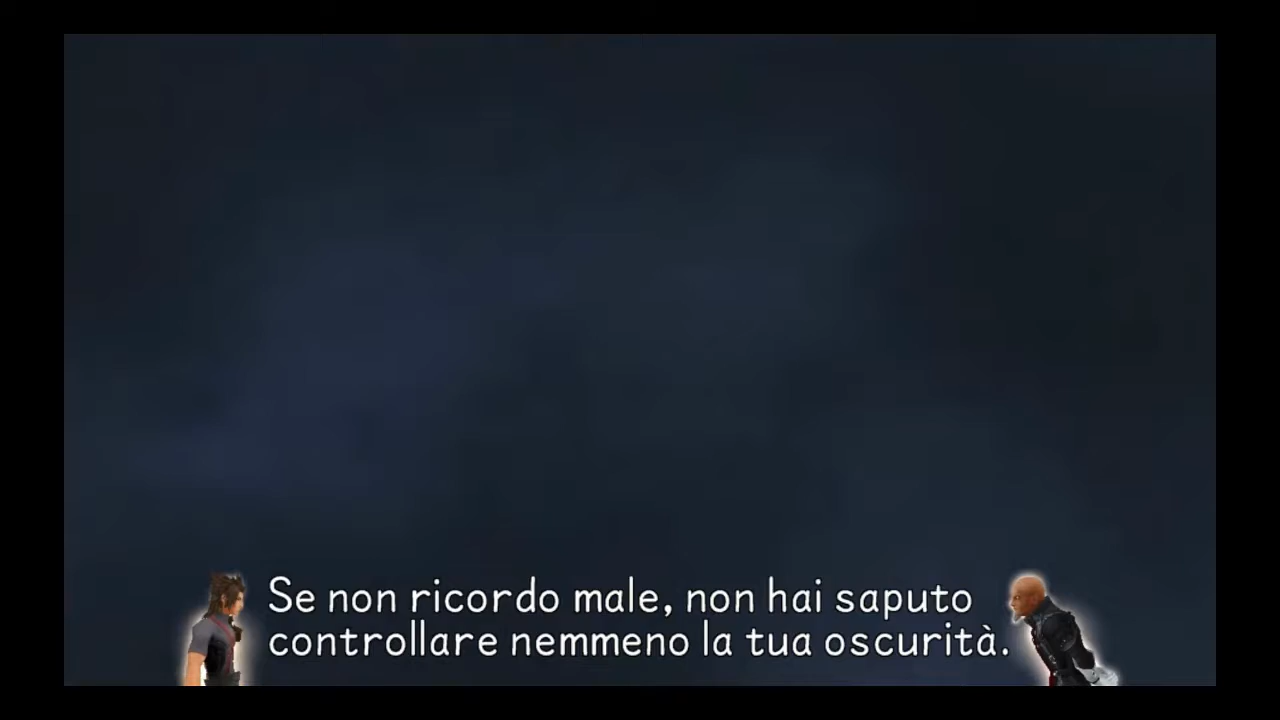 Se non ricordo male, non hai saputo
controllare nemmeno la tua oscurità.